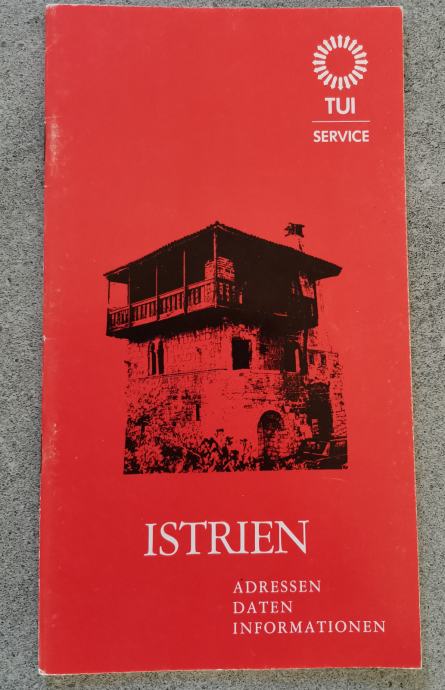 TUI
SERVICE
ISTRIEN
ADRESSEN
DATEN
INFORMATIONEN